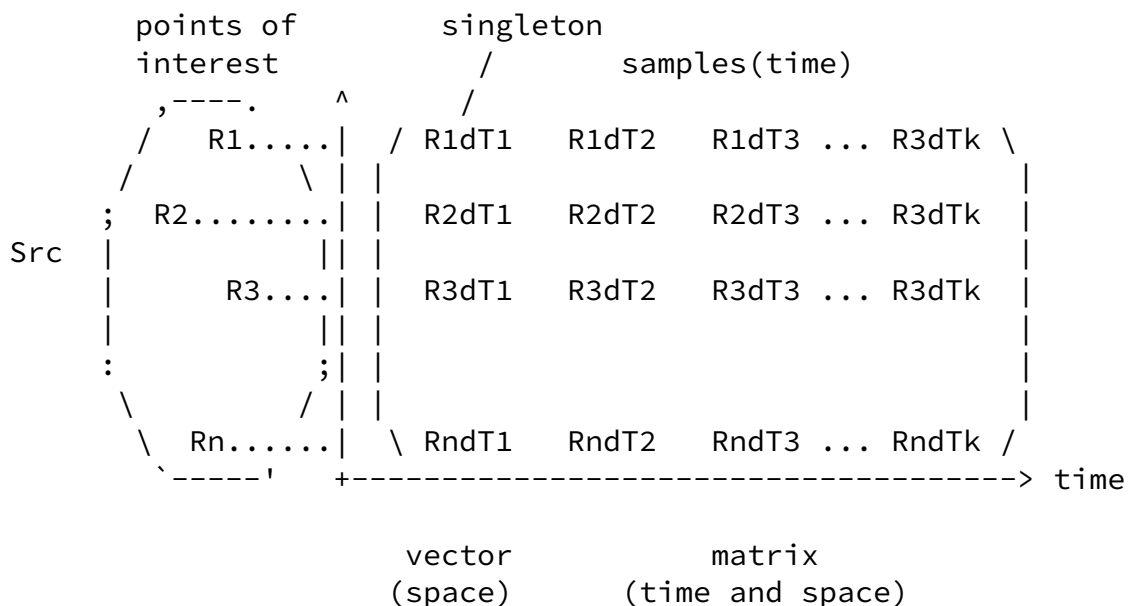 points of singleton
interest / samples(time)
,----. ^ /
/ R1.....| / R1dT1 R1dT2 R1dT3 ... R3dTk \
/ \ | | |
; R2........| | R2dT1 R2dT2 R2dT3 ... R3dTk |
Src | || | |
| R3....| | R3dT1 R3dT2 R3dT3 ... R3dTk |
| || | |
: ;| | |
\ / | | |
\ Rn......| \ RndT1 RndT2 RndT3 ... RndTk /
`-----' +-------------------------------------> time
vector matrix
(space) (time and space)